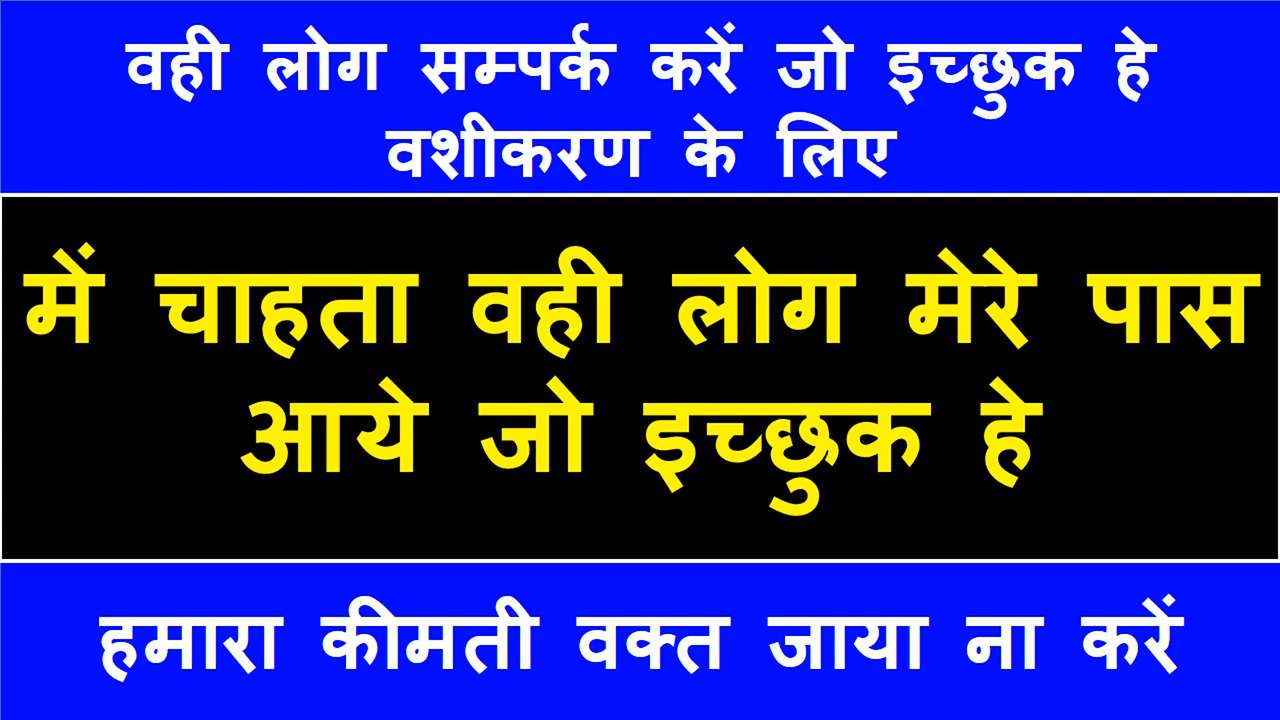 वही लोग सम्पर्क करें जो इच्छुक हे
वशीकरण के लिए
में चाहता वही लोग मेरे पास
आये जो इच्छुक हे
हमारा कीमती वक्त जाया ना करें